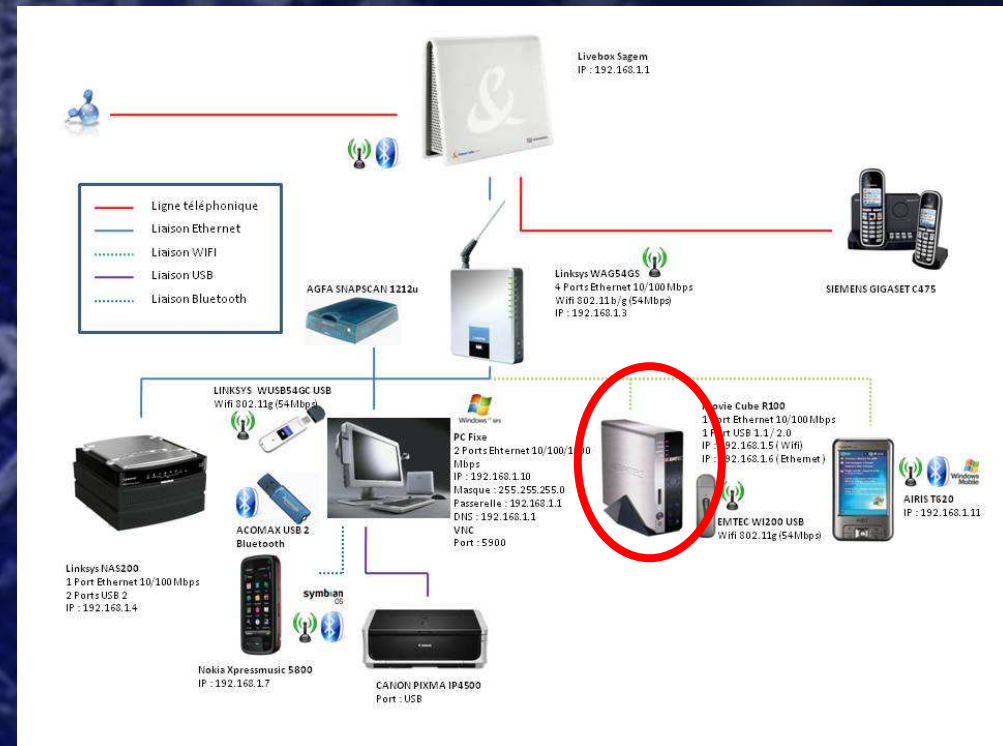 Livebox Sagem
IP : 192.168.1.1
Ligne téléphonique
Liaison Ethernet
Liaison WIFI
Liaison USB
Liaison Bluetooth
AGFA SNAPSCAN 1212u
Linksys WAG54GS
4 Ports Ethernet 10/100 Mbps
Wifi 802.11b/g (54Mbps)
IP : 192.168.1.3
SIEMENS GIGASET C475
LINKSYS WUSB54GC USB
Wifi 802.11g (54Mbps)
Windows
PC Fixe
2 Ports Ehternet 10/100/1000
Mbps
IP : 192.168.1.10
Masque : 255.255.255.0
Passerelle : 192.168.1.1
DNS : 192.168.1.1
VNC
Port : 5900
Movie Cube R100
1 Port Ethernet 10/100Mbps
1 Port USB 1.1 / 2.0
IP : 192.168.1.5 ( Wifi)
IP : 192.168.1.6 ( Ethernet )
EMTEC WI200 USB
Wifi 802.11g (54Mbps)
Windows
Mobile
AIRIS T620
IP : 192.168.1.11
ACOMAX USB 2
Bluetooth
Linksys NAS200
1 Port Ethernet 10/100 Mbps
2 Ports USB 2
IP : 192.168.1.4
symbian
OS
Nokia Xpressmusic 5800
IP : 192.168.1.7
Canon
CANON PIXMA IP4500
Port : USB